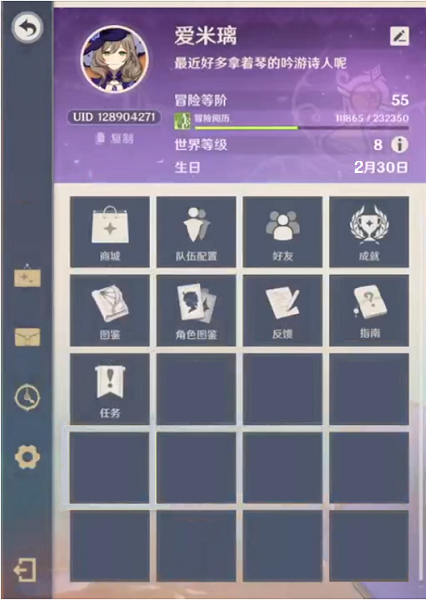 爱米璃
最近好多拿着琴的吟游诗人呢
冒险等阶 55
冒险阅历 111865 / 232350
UID 128904271
复制
世界等级 8
生日 2月30日
商城 队伍配置 好友 成就
图鉴 角色图鉴 反馈 指南
任务